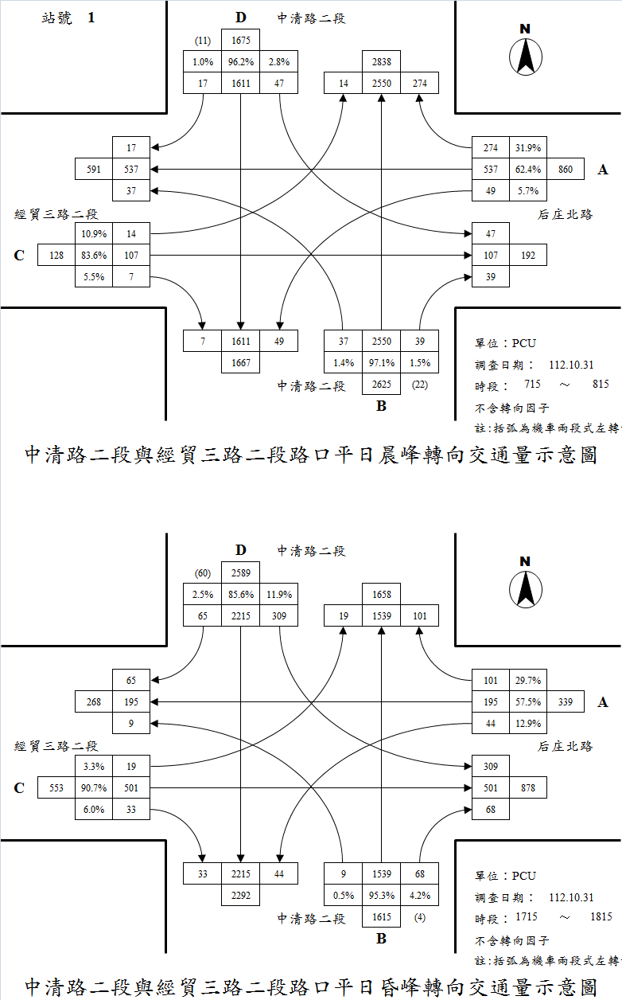 站號 1
D 中清路二段
N
(11) 1675
1.0% 96.2% 2.8%
17 1611 47
2838
14 2550 274
17
591 537
37
274 31.9%
537 62.4% 860
49 5.7%
A
經貿三路二段
后庄北路
C
10.9% 14
128 83.6% 107
5.5% 7
47
107 192
39
7 1611 49
1667
37 2550 39
1.4% 97.1% 1.5%
中清路二段 2625 (22)
B
單位：PCU
調查日期： 112.10.31
時段： 715 ～ 815
不含轉向因子
註:括弧為機車兩段式左轉
中清路二段與經貿三路二段路口平日晨峰轉向交通量示意圖
D 中清路二段
N
(60) 2589
2.5% 85.6% 11.9%
65 2215 309
1658
19 1539 101
65
268 195
9
101 29.7%
195 57.5% 339
44 12.9%
A
經貿三路二段
后庄北路
C
3.3% 19
553 90.7% 501
6.0% 33
309
501 878
68
33 2215 44
2292
9 1539 68
0.5% 95.3% 4.2%
中清路二段 1615 (4)
B
單位：PCU
調查日期： 112.10.31
時段： 1715 ～ 1815
不含轉向因子
註:括弧為機車兩段式左轉
中清路二段與經貿三路二段路口平日昏峰轉向交通量示意圖